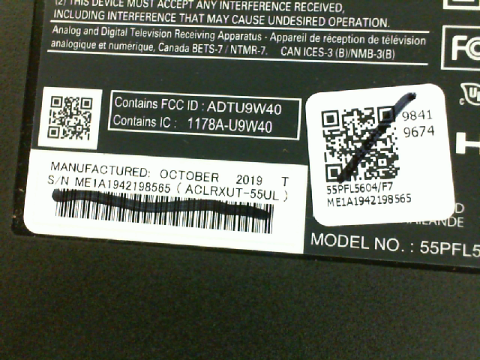 (2) THIS DEVICE MUST ACCEPT ANY INTERFERENCE RECEIVED,
INCLUDING INTERFERENCE THAT MAY CAUSE UNDESIRED OPERATION.
Analog and Digital Television Receiving Apparatus - Appareil de réception de télévision
analogique et numérique, Canada BETS-7 / NTMR-7. CAN ICES-3 (B)/NMB-3(B)
FC
Contains FCC ID : ADTU9W40
Contains IC : 1178A-U9W40
9841
9674
MANUFACTURED: OCTOBER 2019 T
S/N ME1A1942198565 ( ACLRXUT-55UL )
55PFL5604/F7
ME1A1942198565
MODEL NO. : 55PFL5